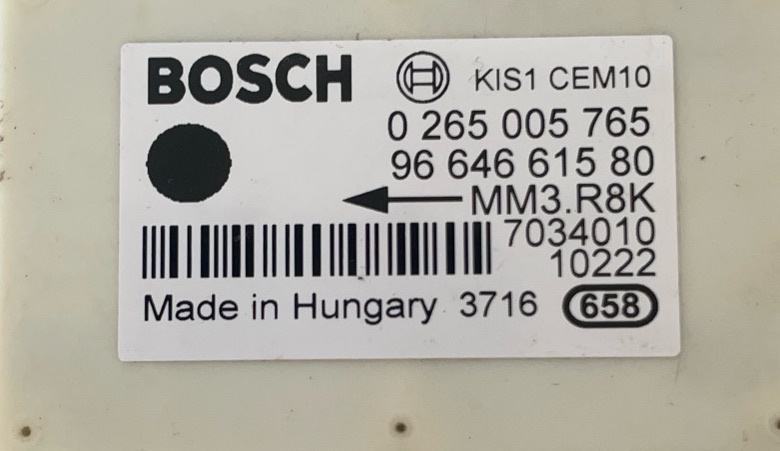 BOSCH KIS1 CEM10
0 265 005 765
96 646 615 80
MM3.R8K
7034010
10222
Made in Hungary 3716 658